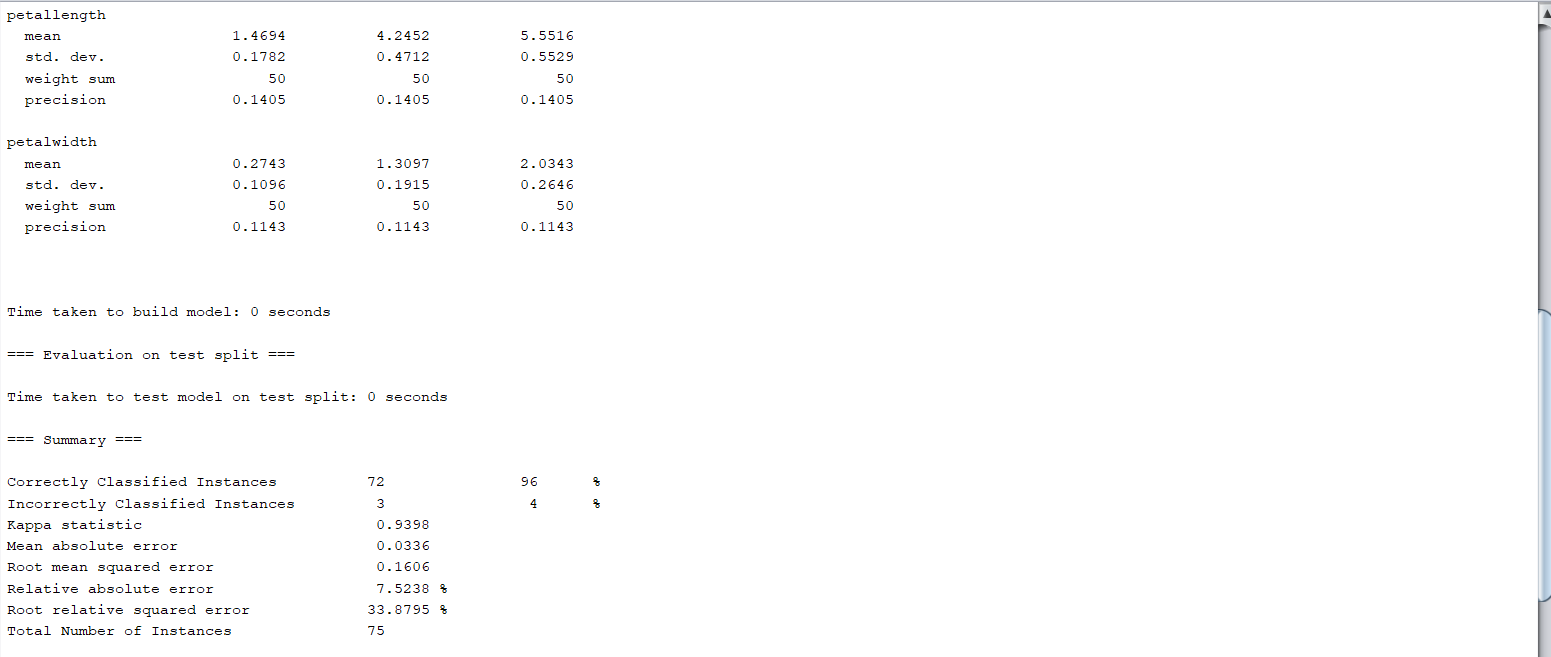 petallength
  mean                   1.4694          4.2452          5.5516
  std. dev.              0.1782          0.4712          0.5529
  weight sum                 50              50              50
  precision              0.1405          0.1405          0.1405
petalwidth
  mean                   0.2743          1.3097          2.0343
  std. dev.              0.1096          0.1915          0.2646
  weight sum                 50              50              50
  precision              0.1143          0.1143          0.1143
Time taken to build model: 0 seconds
=== Evaluation on test split ===
Time taken to test model on test split: 0 seconds
=== Summary ===
Correctly Classified Instances          72               96      %
Incorrectly Classified Instances         3                4      %
Kappa statistic                          0.9398
Mean absolute error                      0.0336
Root mean squared error                  0.1606
Relative absolute error                  7.5238 %
Root relative squared error             33.8795 %
Total Number of Instances               75